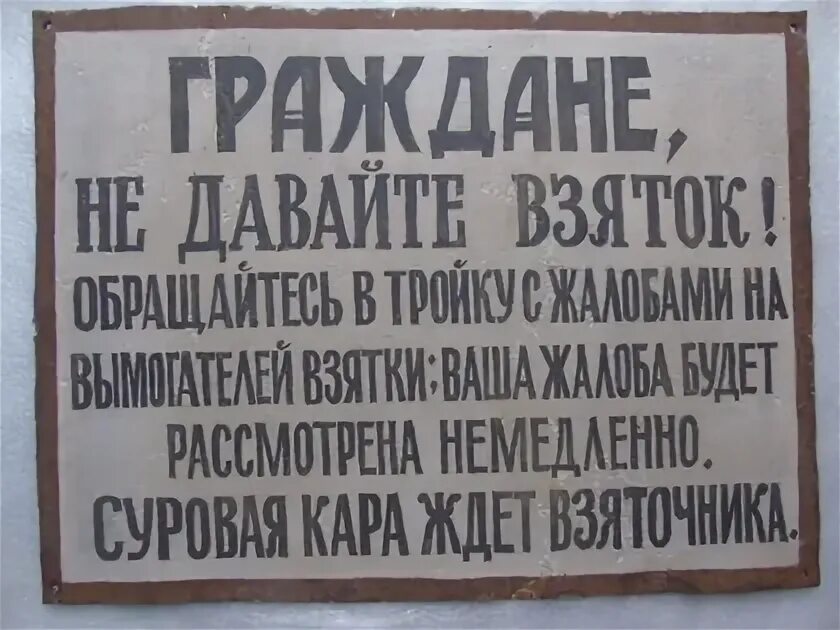 ГРАЖДАНЕ,
НЕ ДАВАЙТЕ ВЗЯТОК!
ОБРАЩАЙТЕСЬ В ТРОЙКУ С ЖАЛОБАМИ НА
ВЫМОГАТЕЛЕЙ ВЗЯТКИ; ВАША ЖАЛОБА БУДЕТ
РАССМОТРЕНА НЕМЕДЛЕННО.
СУРОВАЯ КАРА ЖДЕТ ВЗЯТОЧНИКА.